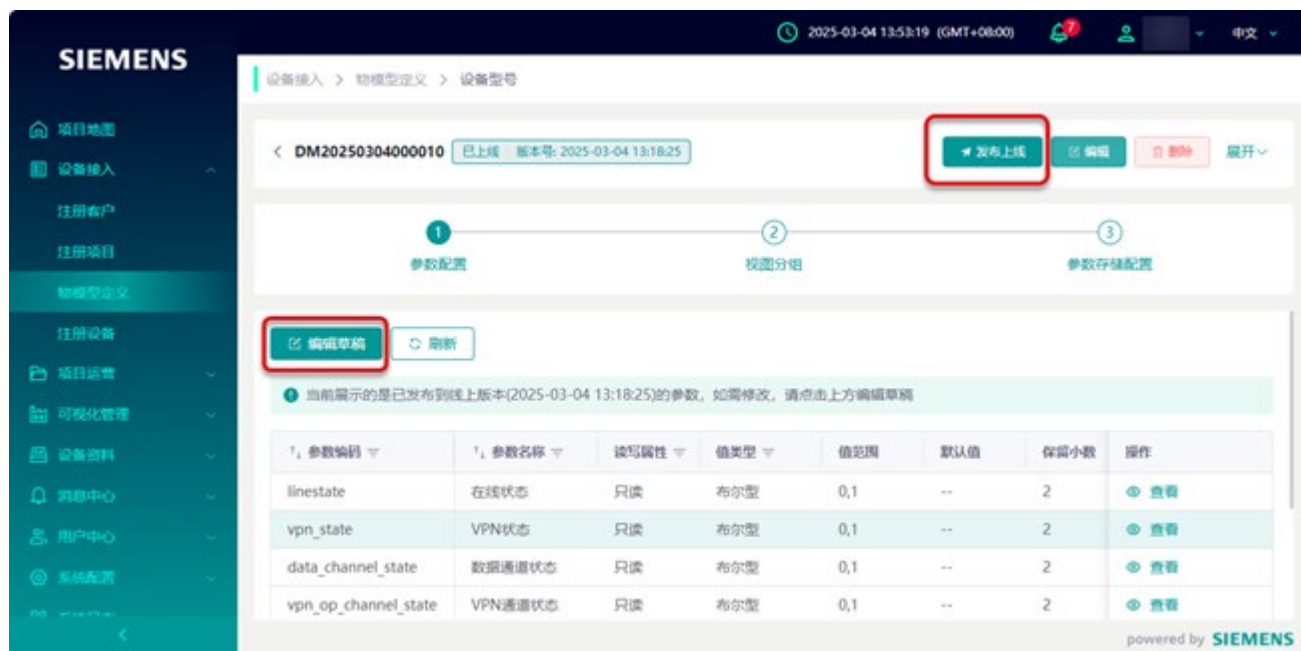 2025-03-04 13:53:19 (GMT+08:00) 7 中文
SIEMENS
设备接入 > 物模型定义 > 设备型号
项目地图
设备接入
注册客户
注册项目
物模型定义
注册设备
项目运营
可视化管理
设备资料
消息中心
用户中心
系统配置
DM20250304000010 已上线 版本号: 2025-03-04 13:18:25 发布上线 编辑 删除 展开
1 2 3
参数配置 视图分组 参数存储配置
编辑草稿 刷新
当前展示的是已发布到线上版本(2025-03-04 13:18:25)的参数，如需修改，请点击上方编辑草稿
参数编码 参数名称 读写属性 值类型 值范围 默认值 保留小数 操作
linestate 在线状态 只读 布尔型 0,1 -- 2 查看
vpn_state VPN状态 只读 布尔型 0,1 -- 2 查看
data_channel_state 数据通道状态 只读 布尔型 0,1 -- 2 查看
vpn_op_channel_state VPN通道状态 只读 布尔型 0,1 -- 2 查看
powered by SIEMENS